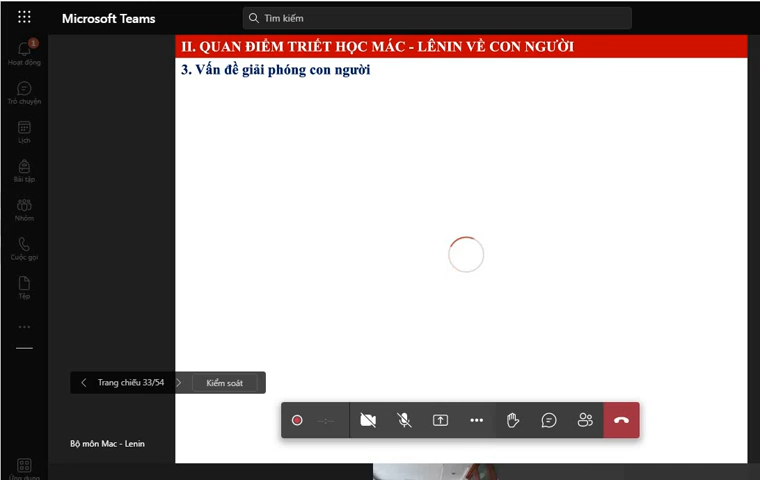 Microsoft Teams
Tìm kiếm
1
Hoạt động
Trò chuyện
Lịch
Bài tập
Nhóm
Cuộc gọi
Tệp
II. QUAN ĐIỂM TRIẾT HỌC MÁC - LÊNIN VỀ CON NGƯỜI
3. Vấn đề giải phóng con người
Trang chiếu 33/54
Kiểm soát
--:--
Bộ môn Mac - Lenin
Ứng dụng